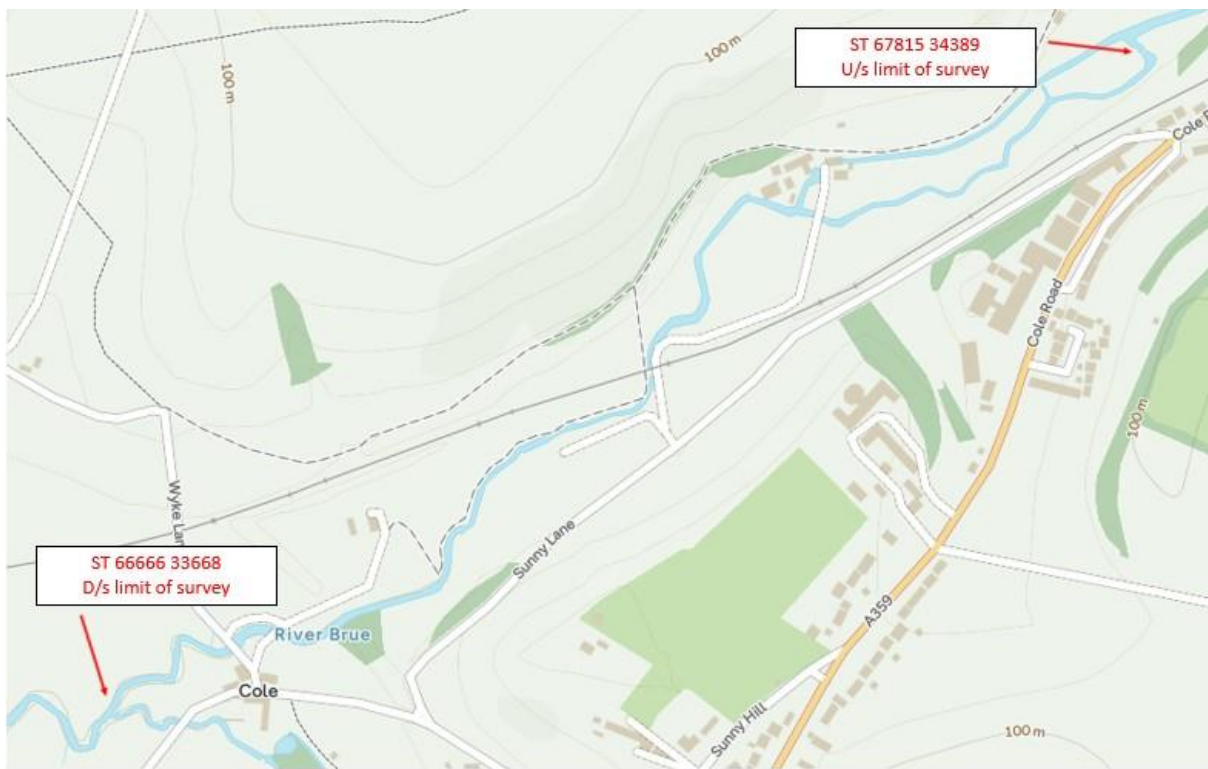 ST 67815 34389
U/s limit of survey
100 m
100 m
Cole R
Cole Road
100 m
Wyke Lan
Sunny Lane
ST 66666 33668
D/s limit of survey
A359
River Brue
Cole
Sunny Hill
100 m